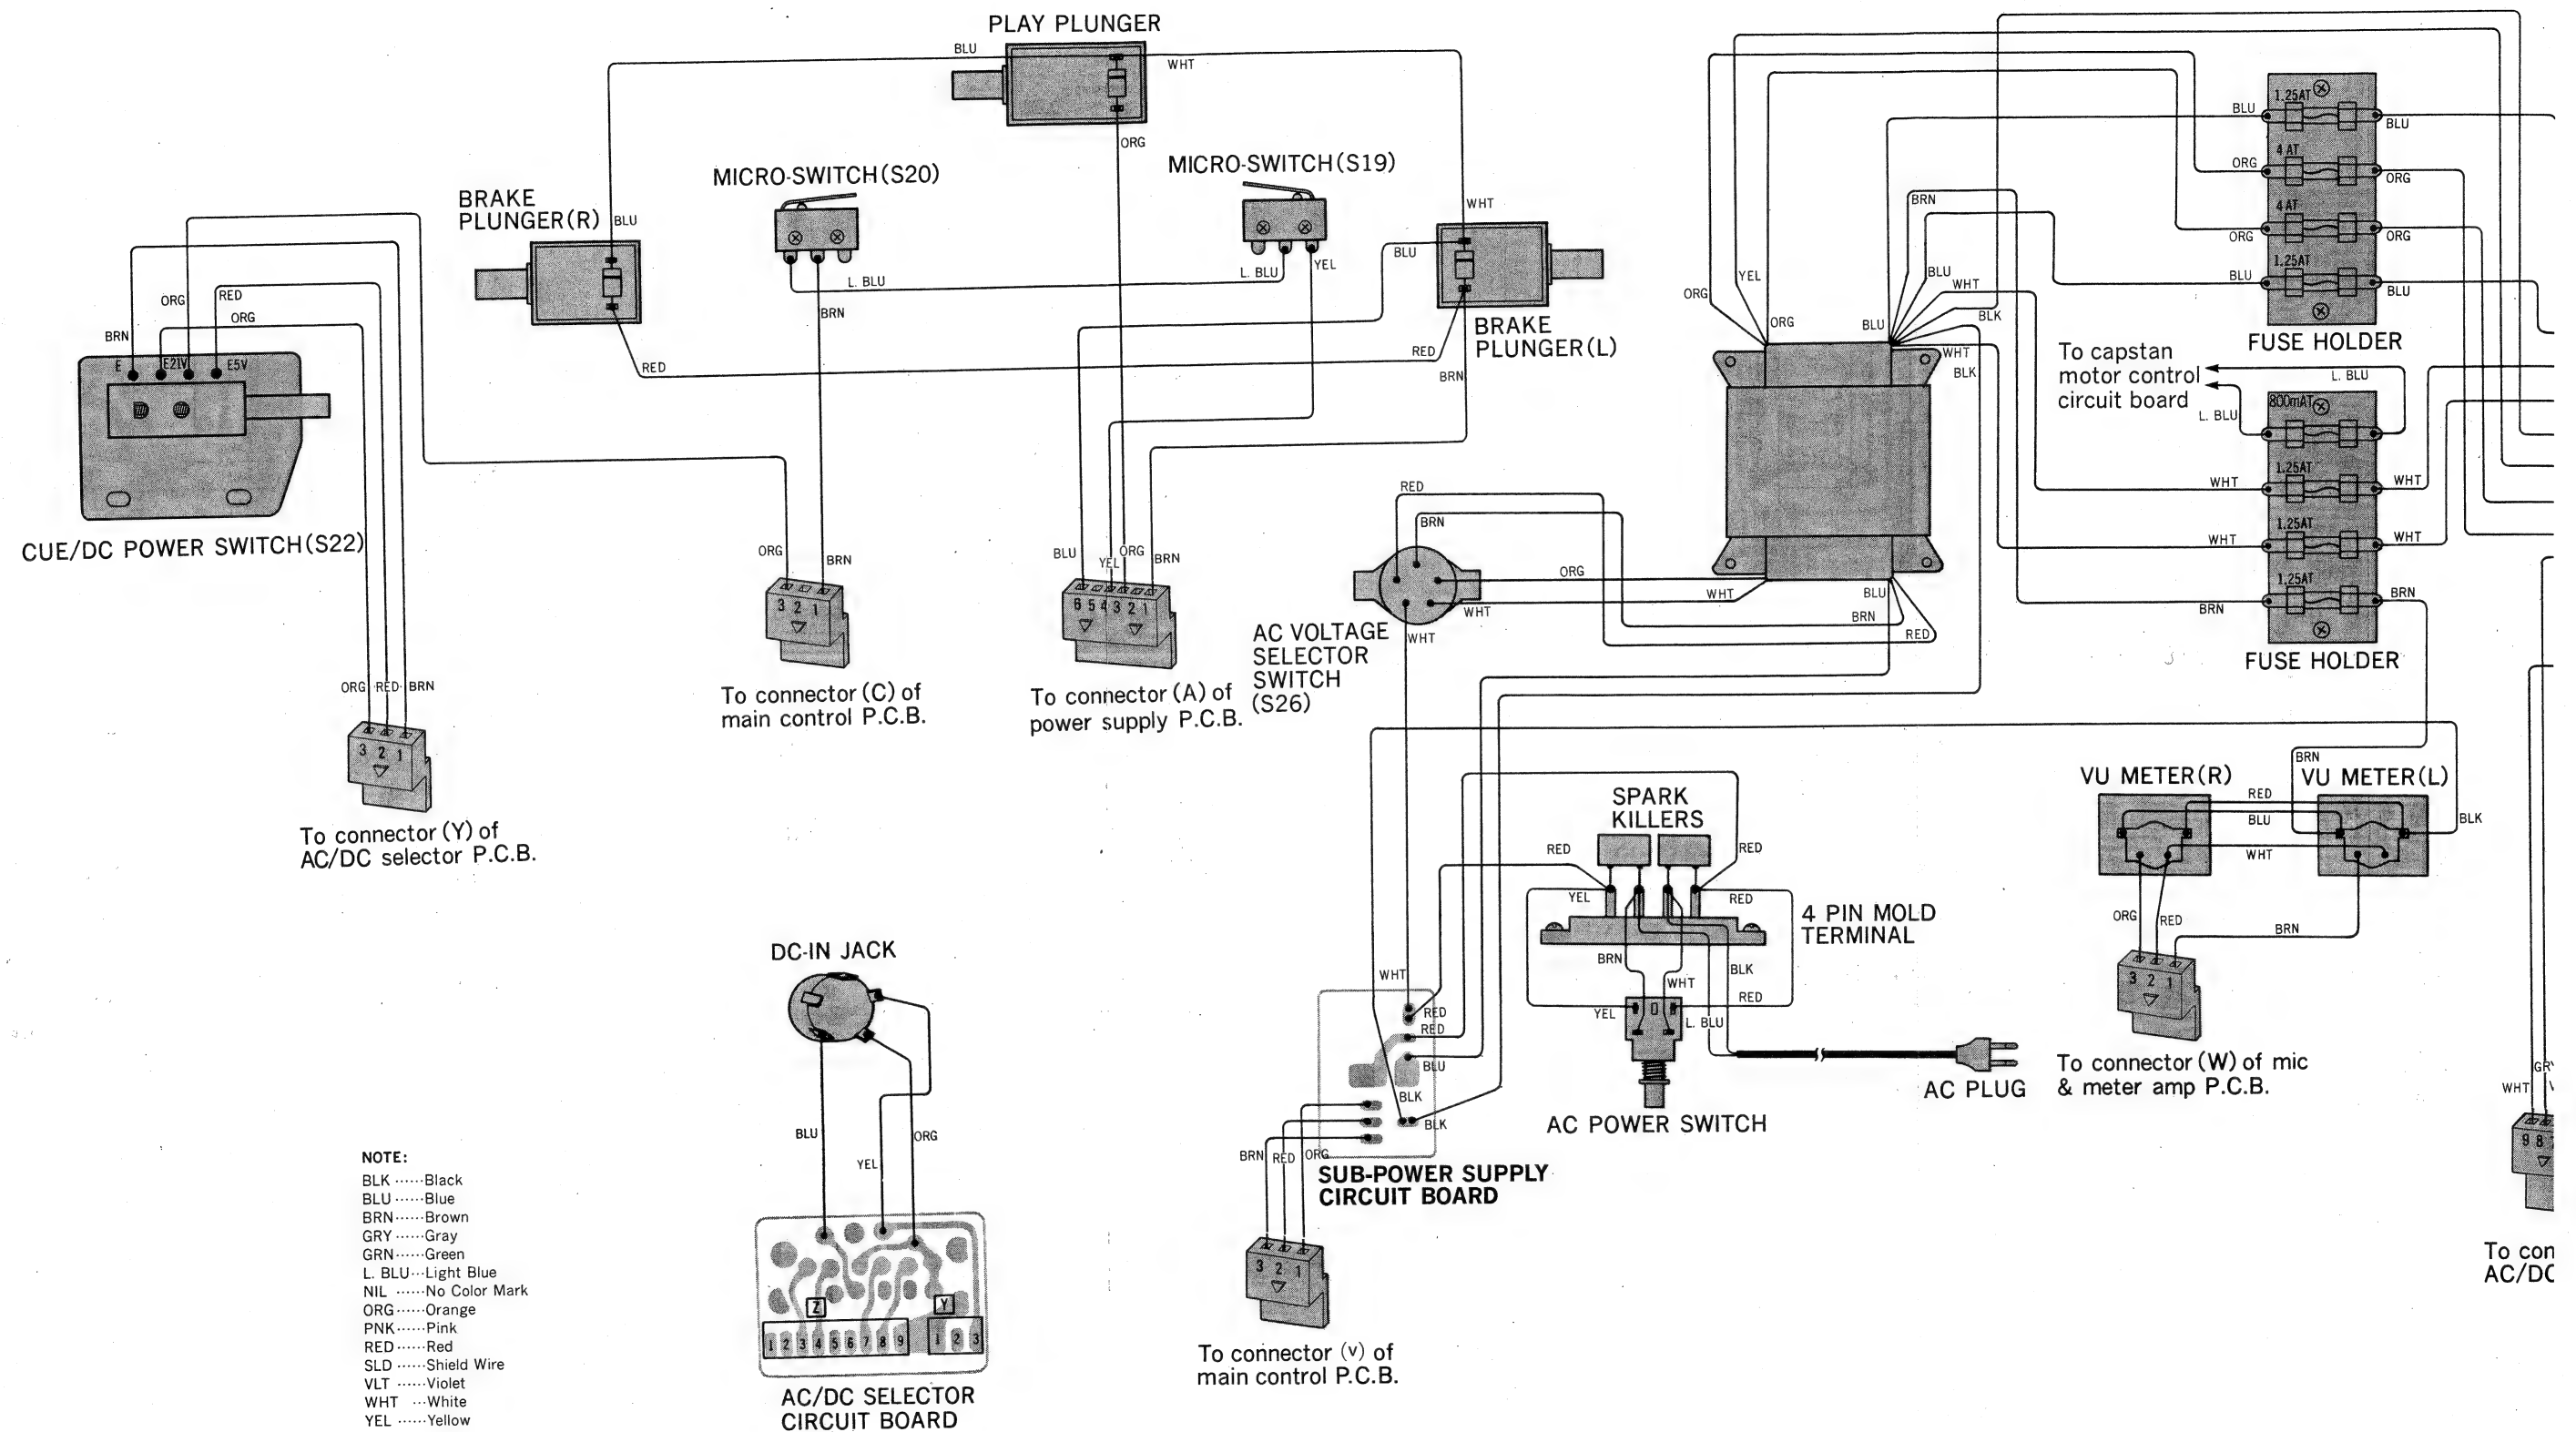 PLAY PLUNGER
BLU
WHT
ORG
MICRO-SWITCH(S20)
MICRO-SWITCH(S19)
BRAKE
PLUNGER(R)
BLU
WHT
BLU
L. BLU
L. BLU
YEL
BRN
RED
RED
BRN
BRAKE
PLUNGER(L)
ORG
RED
ORG
BRN
E
E21V
E5V
CUE/DC POWER SWITCH(S22)
ORG
RED
BRN
3 2 1
To connector (Y) of
AC/DC selector P.C.B.
ORG
BRN
3 2 1
To connector (C) of
main control P.C.B.
BLU
YEL
ORG
BRN
6 5 4 3 2 1
To connector (A) of
power supply P.C.B.
ORG
YEL
ORG
BLU
BRN
BLU
WHT
BLK
WHT
BLK
BLU
ORG
ORG
BLU
1.25AT
4 AT
4 AT
1.25AT
BLU
ORG
ORG
BLU
FUSE HOLDER
To capstan
motor control
circuit board
L. BLU
L. BLU
800mAT
1.25AT
1.25AT
1.25AT
WHT
WHT
BRN
WHT
WHT
BRN
FUSE HOLDER
RED
BRN
ORG
WHT
WHT
WHT
BLU
BRN
RED
AC VOLTAGE
SELECTOR
SWITCH
(S26)
BRN
VU METER(R)
VU METER(L)
RED
BLU
WHT
BLK
ORG
RED
BRN
3 2 1
To connector (W) of mic
& meter amp P.C.B.
SPARK
KILLERS
RED
RED
YEL
RED
4 PIN MOLD
TERMINAL
BRN
WHT
BLK
RED
YEL
L. BLU
AC POWER SWITCH
AC PLUG
WHT
RED
RED
BLU
BLK
BLK
BRN
RED
ORG
SUB-POWER SUPPLY
CIRCUIT BOARD
3 2 1
To connector (v) of
main control P.C.B.
DC-IN JACK
BLU
YEL
ORG
Z
Y
1 2 3 4 5 6 7 8 9
1 2 3
AC/DC SELECTOR
CIRCUIT BOARD
NOTE:
BLK ······Black
BLU ······Blue
BRN······Brown
GRY ······Gray
GRN······Green
L. BLU···Light Blue
NIL ······No Color Mark
ORG······Orange
PNK······Pink
RED······Red
SLD ······Shield Wire
VLT ······Violet
WHT ···White
YEL ······Yellow
WHT
9 8
To con
AC/DC